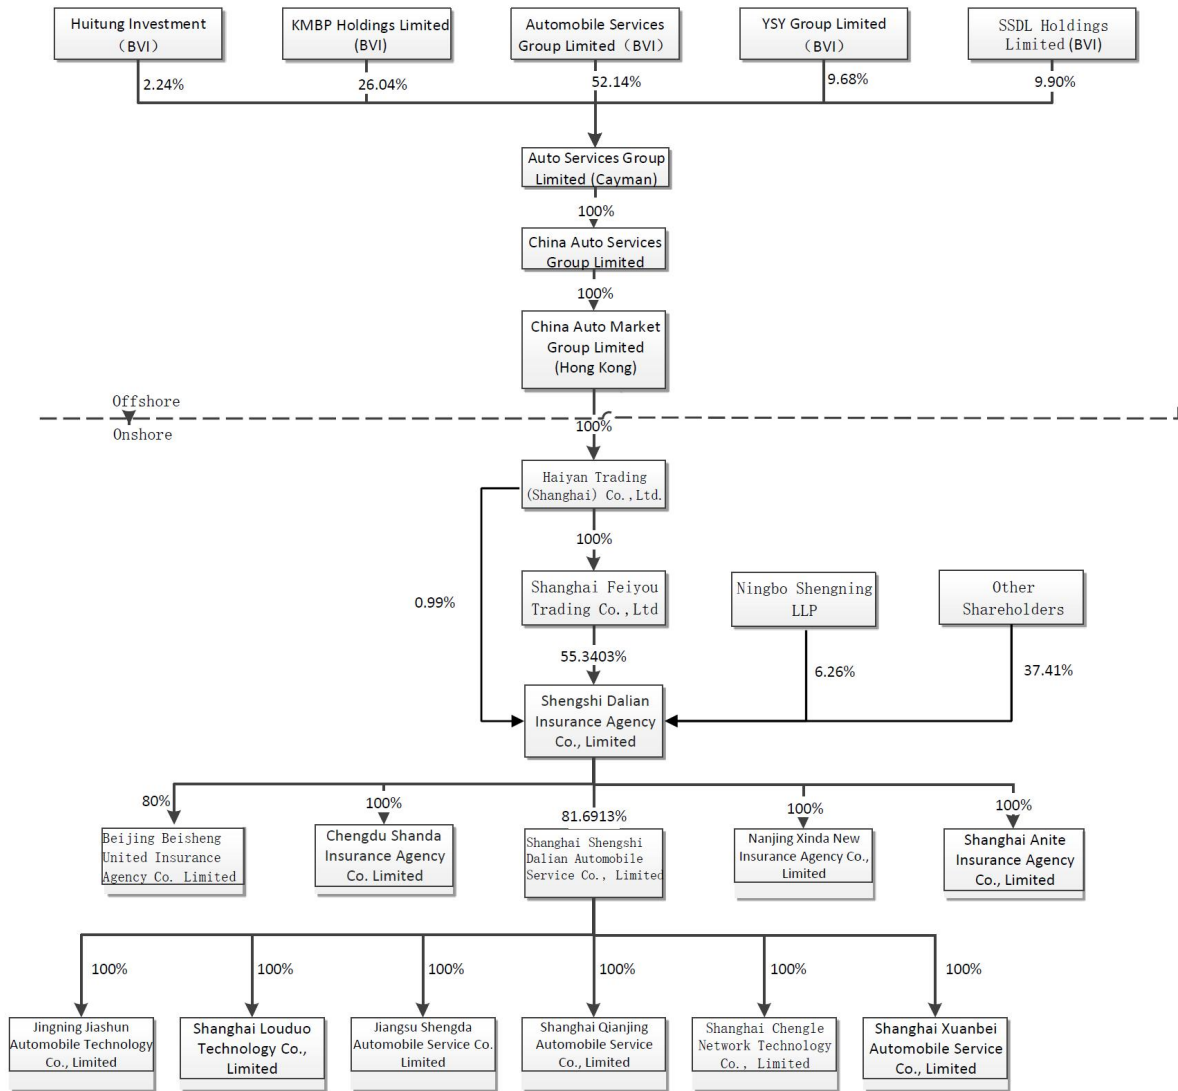 Huitung Investment
（BVI）
KMBP Holdings Limited
(BVI)
Automobile Services
Group Limited（BVI）
YSY Group Limited
（BVI）
SSDL Holdings
Limited (BVI)
2.24%
26.04%
52.14%
9.68%
9.90%
Auto Services Group
Limited (Cayman)
100%
China Auto Services
Group Limited
100%
China Auto Market
Group Limited
(Hong Kong)
Offshore
Onshore
100%
Haiyan Trading
(Shanghai) Co.,Ltd.
100%
0.99%
Shanghai Feiyou
Trading Co.,Ltd
Ningbo Shengning
LLP
Other
Shareholders
55.3403%
6.26%
37.41%
Shengshi Dalian
Insurance Agency
Co., Limited
80%
100%
81.6913%
100%
100%
Beijing Beisheng
United Insurance
Agency Co. Limited
Chengdu Shanda
Insurance Agency
Co. Limited
Shanghai Shengshi
Dalian Automobile
Service Co., Limited
Nanjing Xinda New
Insurance Agency Co.,
Limited
Shanghai Anite
Insurance Agency
Co., Limited
100%
100%
100%
100%
100%
100%
Jingning Jiashun
Automobile Technology
Co., Limited
Shanghai Louduo
Technology Co.,
Limited
Jiangsu Shengda
Automobile Service Co.
Limited
Shanghai Qianjing
Automobile Service
Co., Limited
Shanghai Chengle
Network Technology
Co., Limited
Shanghai Xuanbei
Automobile Service
Co., Limited